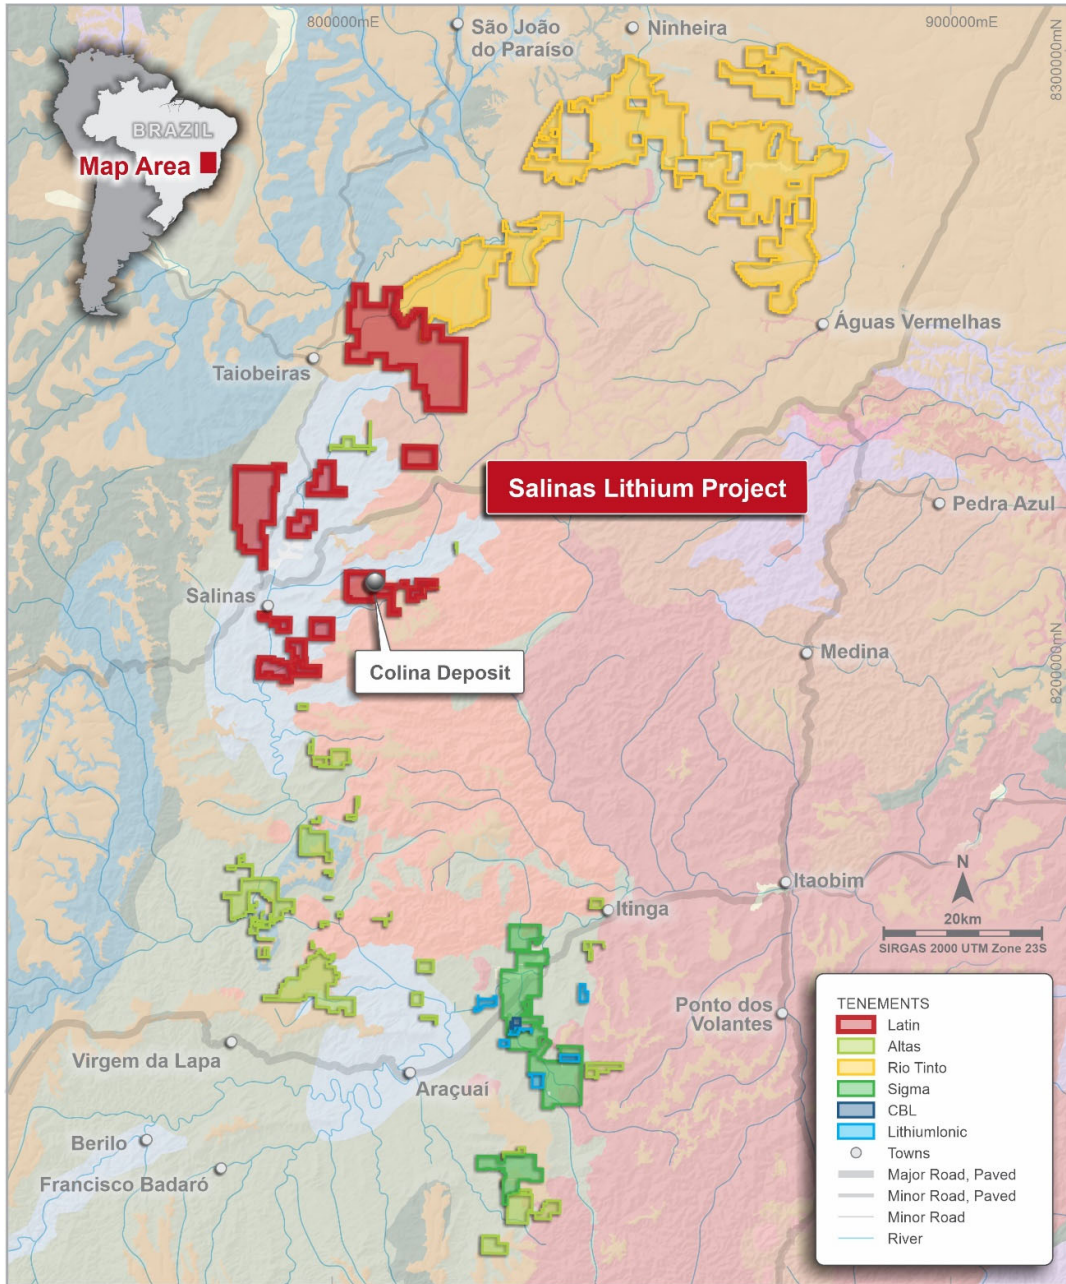 800000mE
900000mE
8300000mN
São João
do Paraíso
Ninheira
BRAZIL
Map Area
Águas Vermelhas
Taiobeiras
Salinas Lithium Project
Pedra Azul
Salinas
Colina Deposit
Medina
8200000mN
Itaobim
Itinga
N
20km
SIRGAS 2000 UTM Zone 23S
Ponto dos
Volantes
Virgem da Lapa
Araçuaí
Berilo
Francisco Badaró
TENEMENTS
Latin
Altas
Rio Tinto
Sigma
CBL
LithiumIonic
Towns
Major Road, Paved
Minor Road, Paved
Minor Road
River